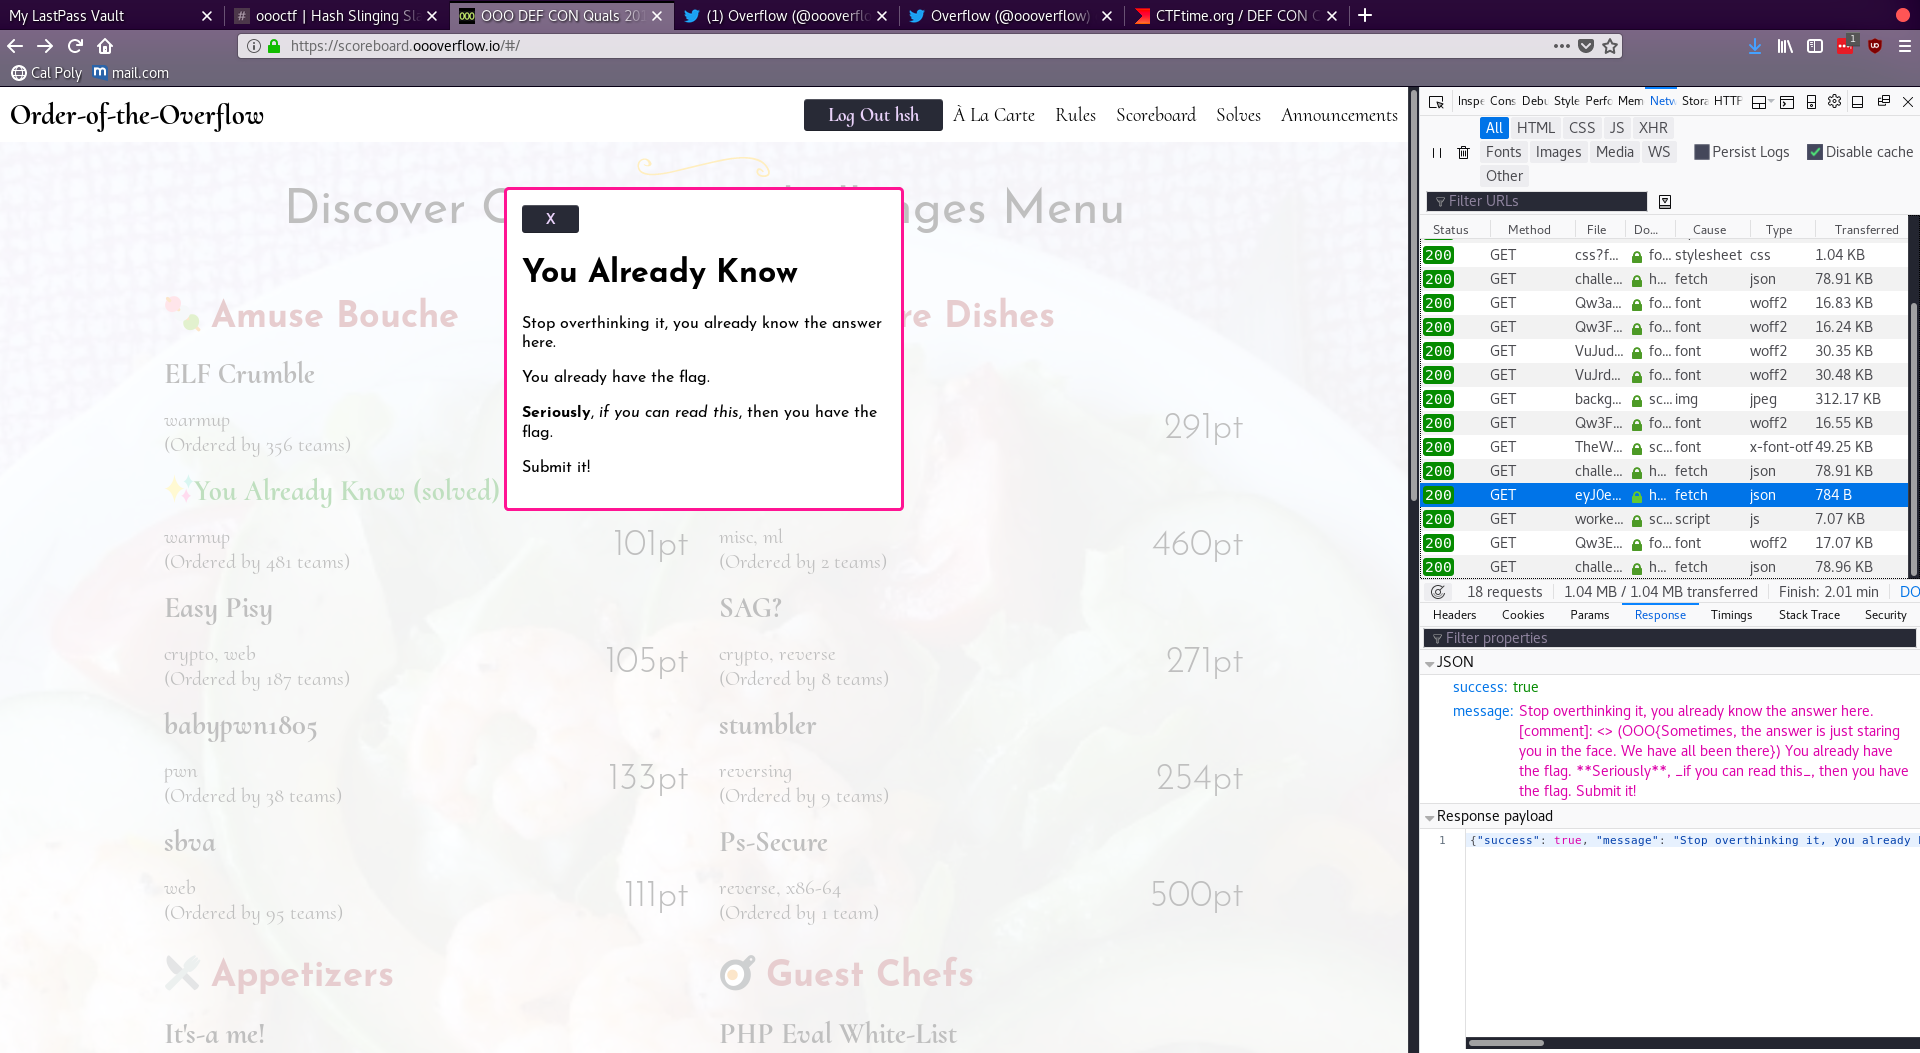 My LastPass Vault
oooctf | Hash Slinging Sl
OOO DEF CON Quals 20
(1) Overflow (@oooverfl
Overflow (@oooverflow)
CTFtime.org / DEF CON
https://scoreboard.oooverflow.io/#/
1
Cal Poly
mail.com
Order-of-the-Overflow
Log Out hsh
À La Carte
Rules
Scoreboard
Solves
Announcements
Discover
nges Menu
X
You Already Know
Stop overthinking it, you already know the answer
here.
You already have the flag.
Seriously, if you can read this, then you have the
flag.
Submit it!
Amuse Bouche
ELF Crumble
warmup
(Ordered by 356 teams)
You Already Know (solved)
warmup
(Ordered by 481 teams)
101pt
Easy Pisy
crypto, web
(Ordered by 187 teams)
105pt
babypwn1805
pwn
(Ordered by 38 teams)
133pt
sbva
web
(Ordered by 95 teams)
111pt
Appetizers
It's-a me!
re Dishes
291pt
misc, ml
(Ordered by 2 teams)
460pt
SAG?
crypto, reverse
(Ordered by 8 teams)
271pt
stumbler
reversing
(Ordered by 9 teams)
254pt
Ps-Secure
reverse, x86-64
(Ordered by 1 team)
500pt
Guest Chefs
PHP Eval White-List
Inspe Cons Debu Style Perfo Mem Netw Stora HTTP
All HTML CSS JS XHR
Fonts Images Media WS
Persist Logs
Disable cache
Other
Filter URLs
Status Method File Do... Cause Type Transferred
200 GET css?f... fo... stylesheet css 1.04 KB
200 GET challe... h... fetch json 78.91 KB
200 GET Qw3a... fo... font woff2 16.83 KB
200 GET Qw3F... fo... font woff2 16.24 KB
200 GET VuJud... fo... font woff2 30.35 KB
200 GET VuJrd... fo... font woff2 30.48 KB
200 GET backg... sc... img jpeg 312.17 KB
200 GET Qw3F... fo... font woff2 16.55 KB
200 GET TheW... sc... font x-font-otf 49.25 KB
200 GET challe... h... fetch json 78.91 KB
200 GET eyJ0e... h... fetch json 784 B
200 GET worke... sc... script js 7.07 KB
200 GET Qw3E... fo... font woff2 17.07 KB
200 GET challe... h... fetch json 78.96 KB
18 requests 1.04 MB / 1.04 MB transferred Finish: 2.01 min DO
Headers Cookies Params Response Timings Stack Trace Security
Filter properties
JSON
success: true
message: Stop overthinking it, you already know the answer here.
[comment]: <> (OOO{Sometimes, the answer is just staring
you in the face. We have all been there}) You already have
the flag. **Seriously**, _if you can read this_, then you have
the flag. Submit it!
Response payload
1 {"success": true, "message": "Stop overthinking it, you already